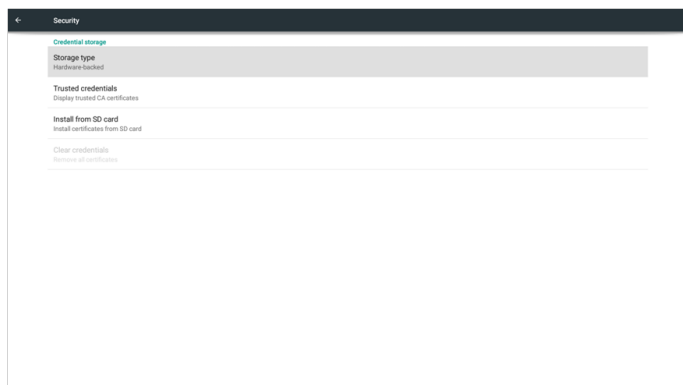 Security
Credential storage
Storage type
Hardware-backed
Trusted credentials
Display trusted CA certificates
Install from SD card
Install certificates from SD card
Clear credentials
Remove all certificates